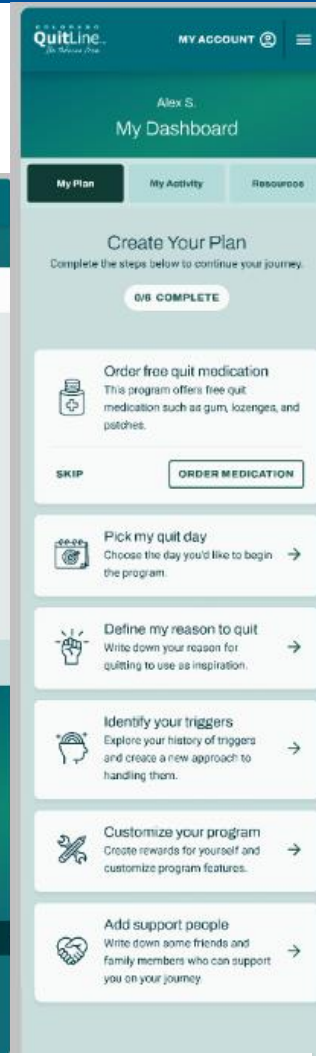 COLORADO
QuitLine
MY ACCOUNT
Alex S.
My Dashboard
My Plan
My Activity
Resources
Create Your Plan
Complete the steps below to continue your journey.
0/6 COMPLETE
Order free quit medication
This program offers free quit
medication such as gum, lozenges, and
patches.
SKIP
ORDER MEDICATION
Pick my quit day
Choose the day you'd like to begin
the program.
Define my reason to quit
Write down your reason for
quitting to use as inspiration.
Identify your triggers
Explore your history of triggers
and create a new approach to
handling them.
Customize your program
Create rewards for yourself and
customize program features.
Add support people
Write down some friends and
family members who can support
you on your journey.